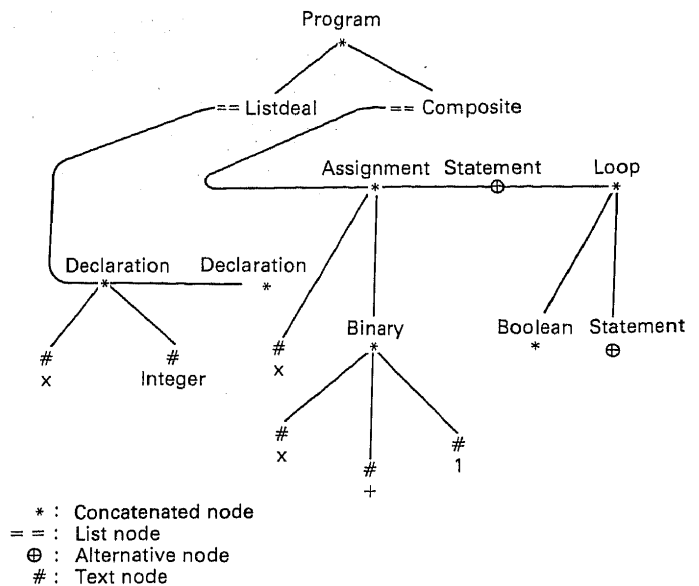 Program
*
== Listdeal == Composite
Assignment Statement Loop
* ⊕ *
Declaration Declaration
* *
Binary Boolean Statement
* * ⊕
# # #
x Integer x
# # #
x + 1
* : Concatenated node
= = : List node
⊕ : Alternative node
# : Text node